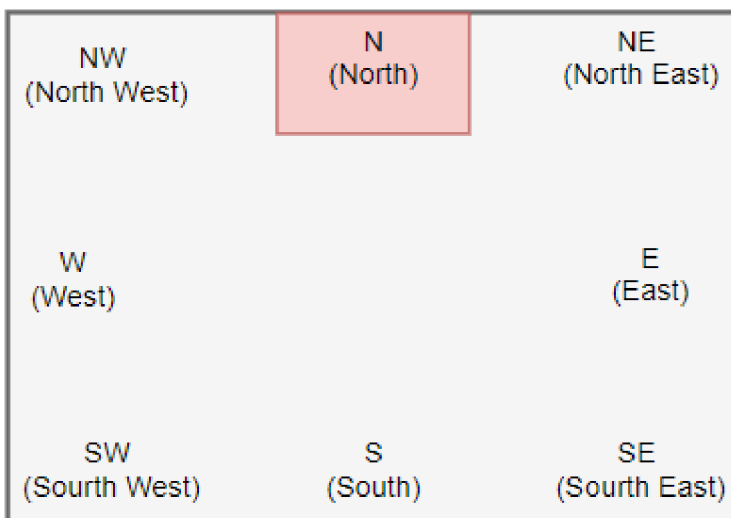 NW
(North West)
N
(North)
NE
(North East)
W
(West)
E
(East)
SW
(Sourth West)
S
(South)
SE
(Sourth East)